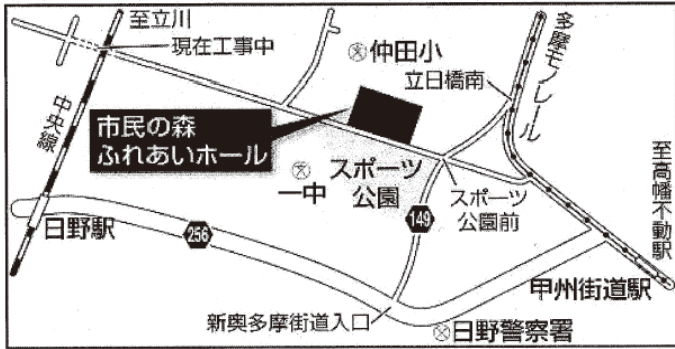 至立川
現在工事中
中央線
仲田小
立日橋南
多摩モノレール
市民の森
ふれあいホール
一中
スポーツ
公園
149
スポーツ
公園前
至高幡不動駅
日野駅
256
甲州街道駅
新奥多摩街道入口
日野警察署